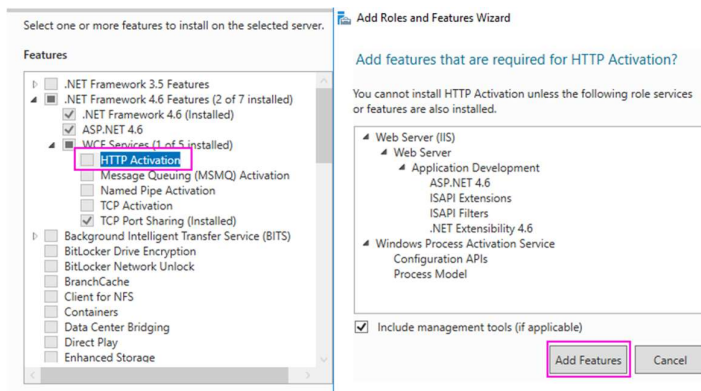 Select one or more features to install on the selected server.
Features
.NET Framework 3.5 Features
.NET Framework 4.6 Features (2 of 7 installed)
.NET Framework 4.6 (Installed)
ASP.NET 4.6
WCF Services (1 of 5 installed)
HTTP Activation
Message Queuing (MSMQ) Activation
Named Pipe Activation
TCP Activation
TCP Port Sharing (Installed)
Background Intelligent Transfer Service (BITS)
BitLocker Drive Encryption
BitLocker Network Unlock
BranchCache
Client for NFS
Containers
Data Center Bridging
Direct Play
Enhanced Storage
Add Roles and Features Wizard
Add features that are required for HTTP Activation?
You cannot install HTTP Activation unless the following role services
or features are also installed.
Web Server (IIS)
Web Server
Application Development
ASP.NET 4.6
ISAPI Extensions
ISAPI Filters
.NET Extensibility 4.6
Windows Process Activation Service
Configuration APIs
Process Model
Include management tools (if applicable)
Add Features
Cancel